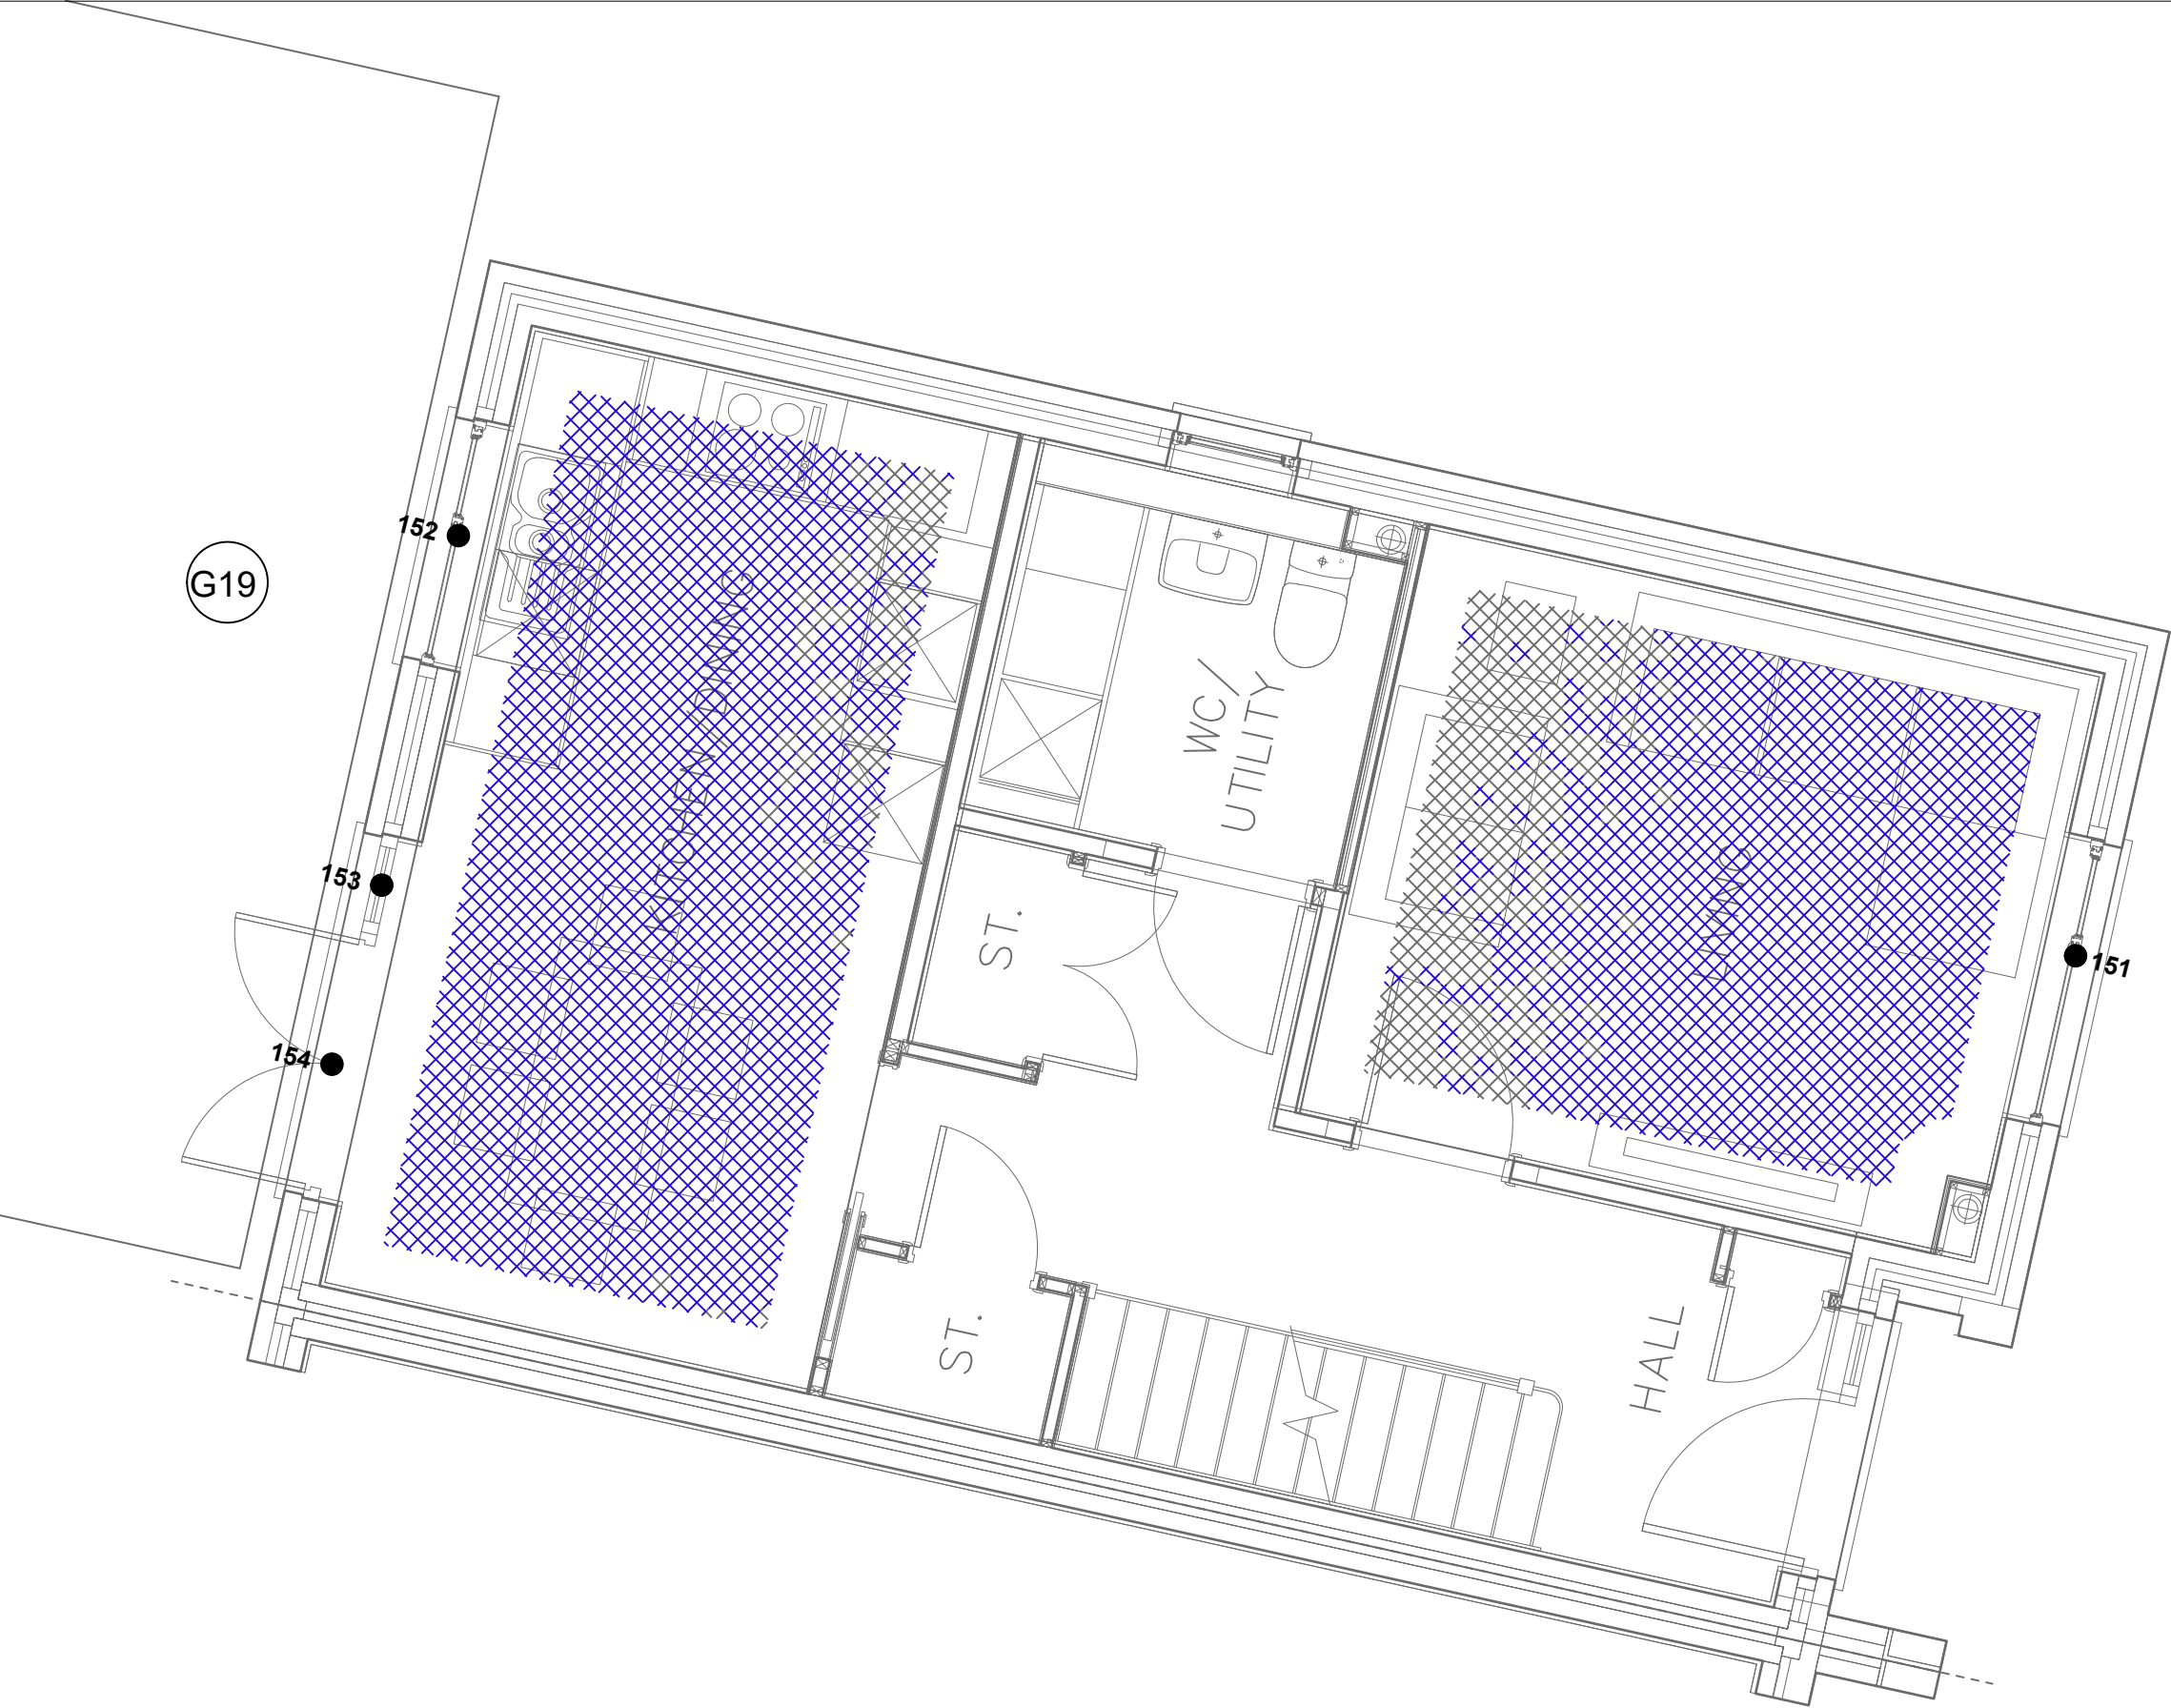 152
G19
KITCHEN/DINING
WC/
UTILITY
153
LIVING
151
ST.
154
ST.
HALL